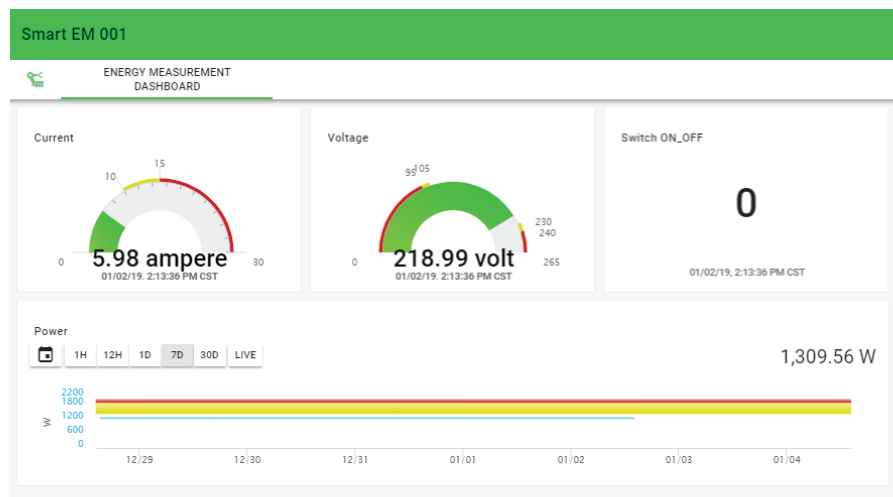 Smart EM 001
ENERGY MEASUREMENT
DASHBOARD
Current
10
15
0
30
5.98 ampere
01/02/19. 2:13:36 PM CST
Voltage
95
105
230
240
0
265
218.99 volt
01/02/19. 2:13:36 PM CST
Switch ON_OFF
0
01/02/19, 2:13:36 PM CST
Power
1H 12H 1D 7D 30D LIVE
1,309.56 W
W
2200
1800
1200
600
0
12/29 12/30 12/31 01/01 01/02 01/03 01/04